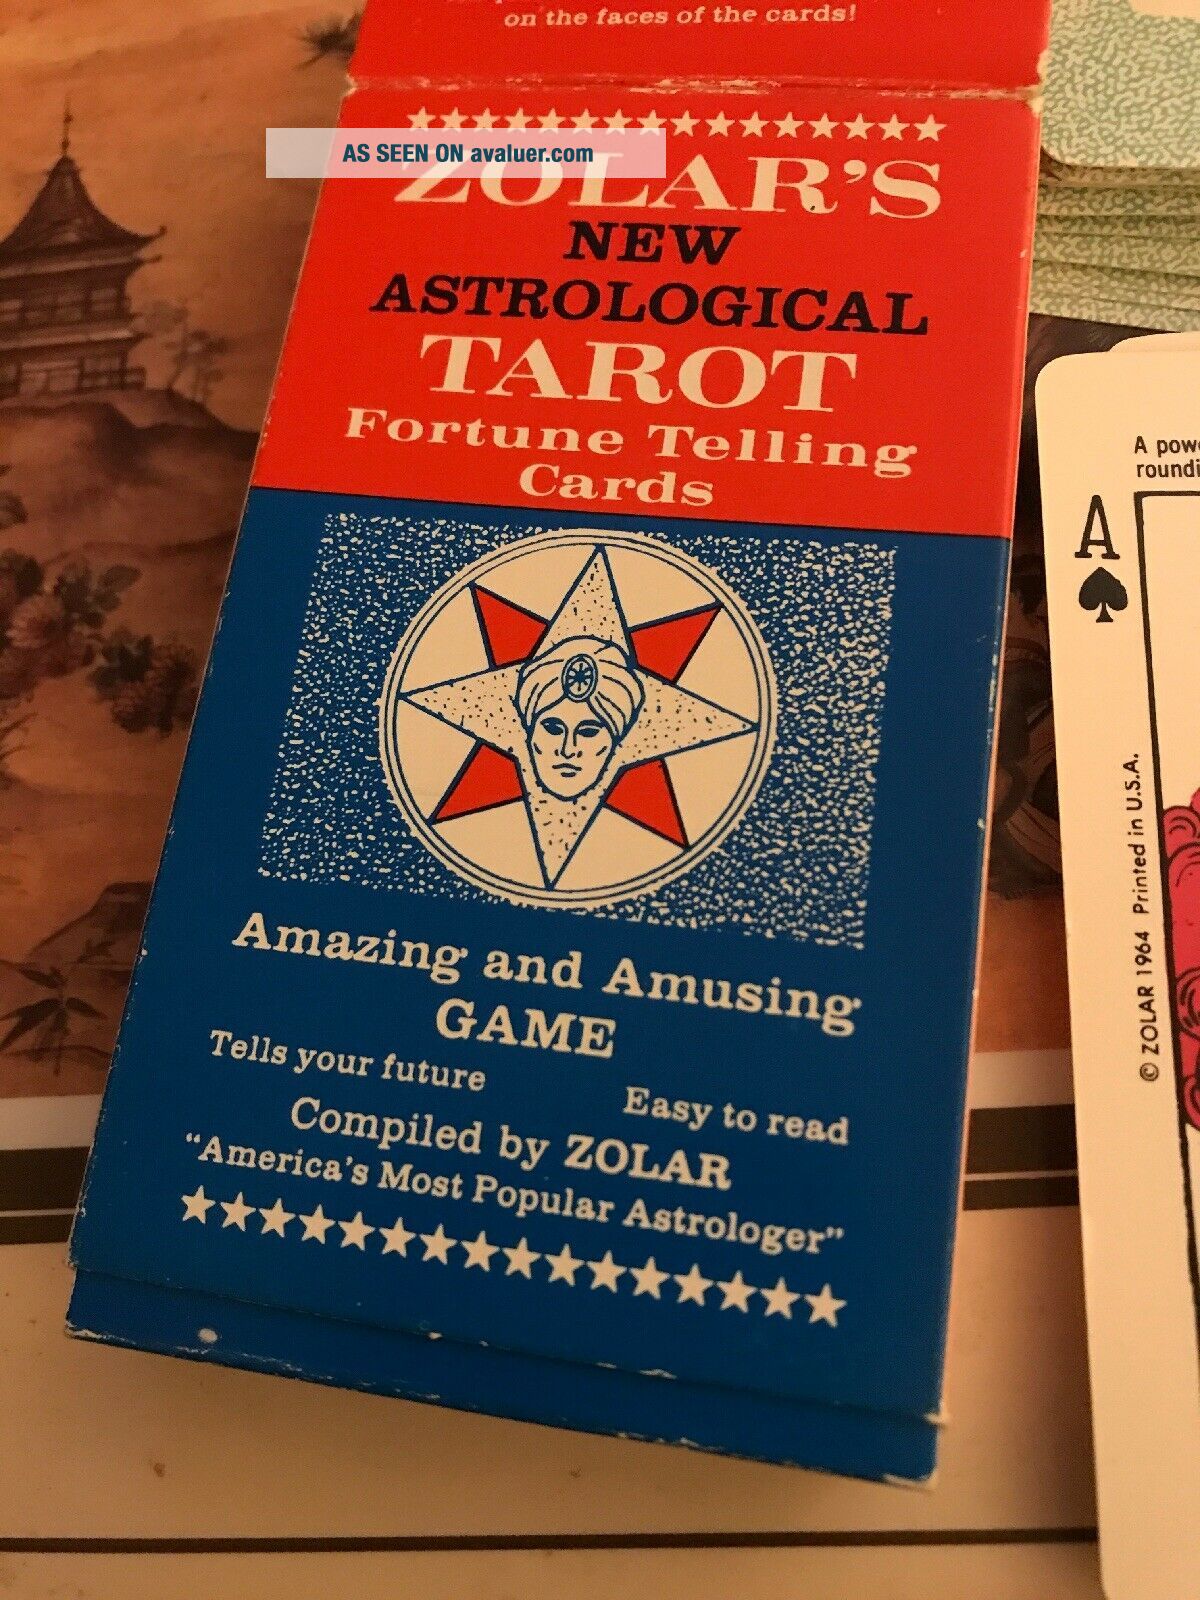 on the faces of the cards!
AS SEEN ON avaluer.com
ZOLAR'S
NEW
ASTROLOGICAL
TAROT
Fortune Telling
Cards
Amazing and Amusing
GAME
Tells your future
Easy to read
Compiled by ZOLAR
"America's Most Popular Astrologer"
A
© ZOLAR 1964 Printed in U.S.A.